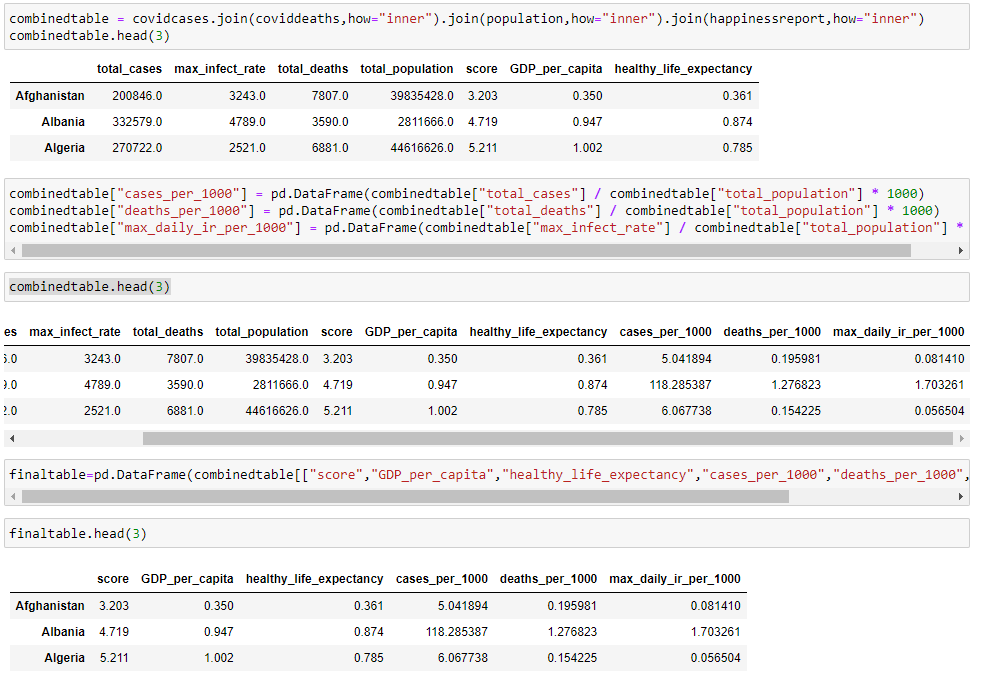 combinedtable = covidcases.join(coviddeaths,how="inner").join(population,how="inner").join(happinessreport,how="inner")
combinedtable.head(3)
total_cases max_infect_rate total_deaths total_population score GDP_per_capita healthy_life_expectancy
Afghanistan 200846.0 3243.0 7807.0 39835428.0 3.203 0.350 0.361
Albania 332579.0 4789.0 3590.0 2811666.0 4.719 0.947 0.874
Algeria 270722.0 2521.0 6881.0 44616626.0 5.211 1.002 0.785
combinedtable["cases_per_1000"] = pd.DataFrame(combinedtable["total_cases"] / combinedtable["total_population"] * 1000)
combinedtable["deaths_per_1000"] = pd.DataFrame(combinedtable["total_deaths"] / combinedtable["total_population"] * 1000)
combinedtable["max_daily_ir_per_1000"] = pd.DataFrame(combinedtable["max_infect_rate"] / combinedtable["total_population"] *
combinedtable.head(3)
es max_infect_rate total_deaths total_population score GDP_per_capita healthy_life_expectancy cases_per_1000 deaths_per_1000 max_daily_ir_per_1000
6.0 3243.0 7807.0 39835428.0 3.203 0.350 0.361 5.041894 0.195981 0.081410
9.0 4789.0 3590.0 2811666.0 4.719 0.947 0.874 118.285387 1.276823 1.703261
2.0 2521.0 6881.0 44616626.0 5.211 1.002 0.785 6.067738 0.154225 0.056504
finaltable=pd.DataFrame(combinedtable[["score","GDP_per_capita","healthy_life_expectancy","cases_per_1000","deaths_per_1000",
finaltable.head(3)
score GDP_per_capita healthy_life_expectancy cases_per_1000 deaths_per_1000 max_daily_ir_per_1000
Afghanistan 3.203 0.350 0.361 5.041894 0.195981 0.081410
Albania 4.719 0.947 0.874 118.285387 1.276823 1.703261
Algeria 5.211 1.002 0.785 6.067738 0.154225 0.056504